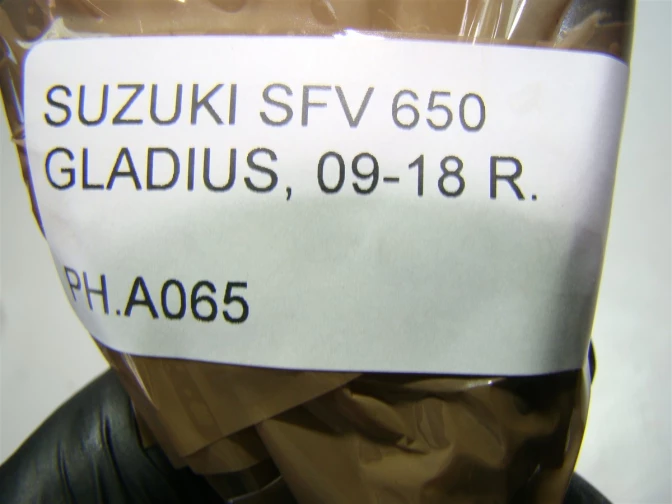 SUZUKI SFV 650
GLADIUS, 09-18 R.
PH.A065